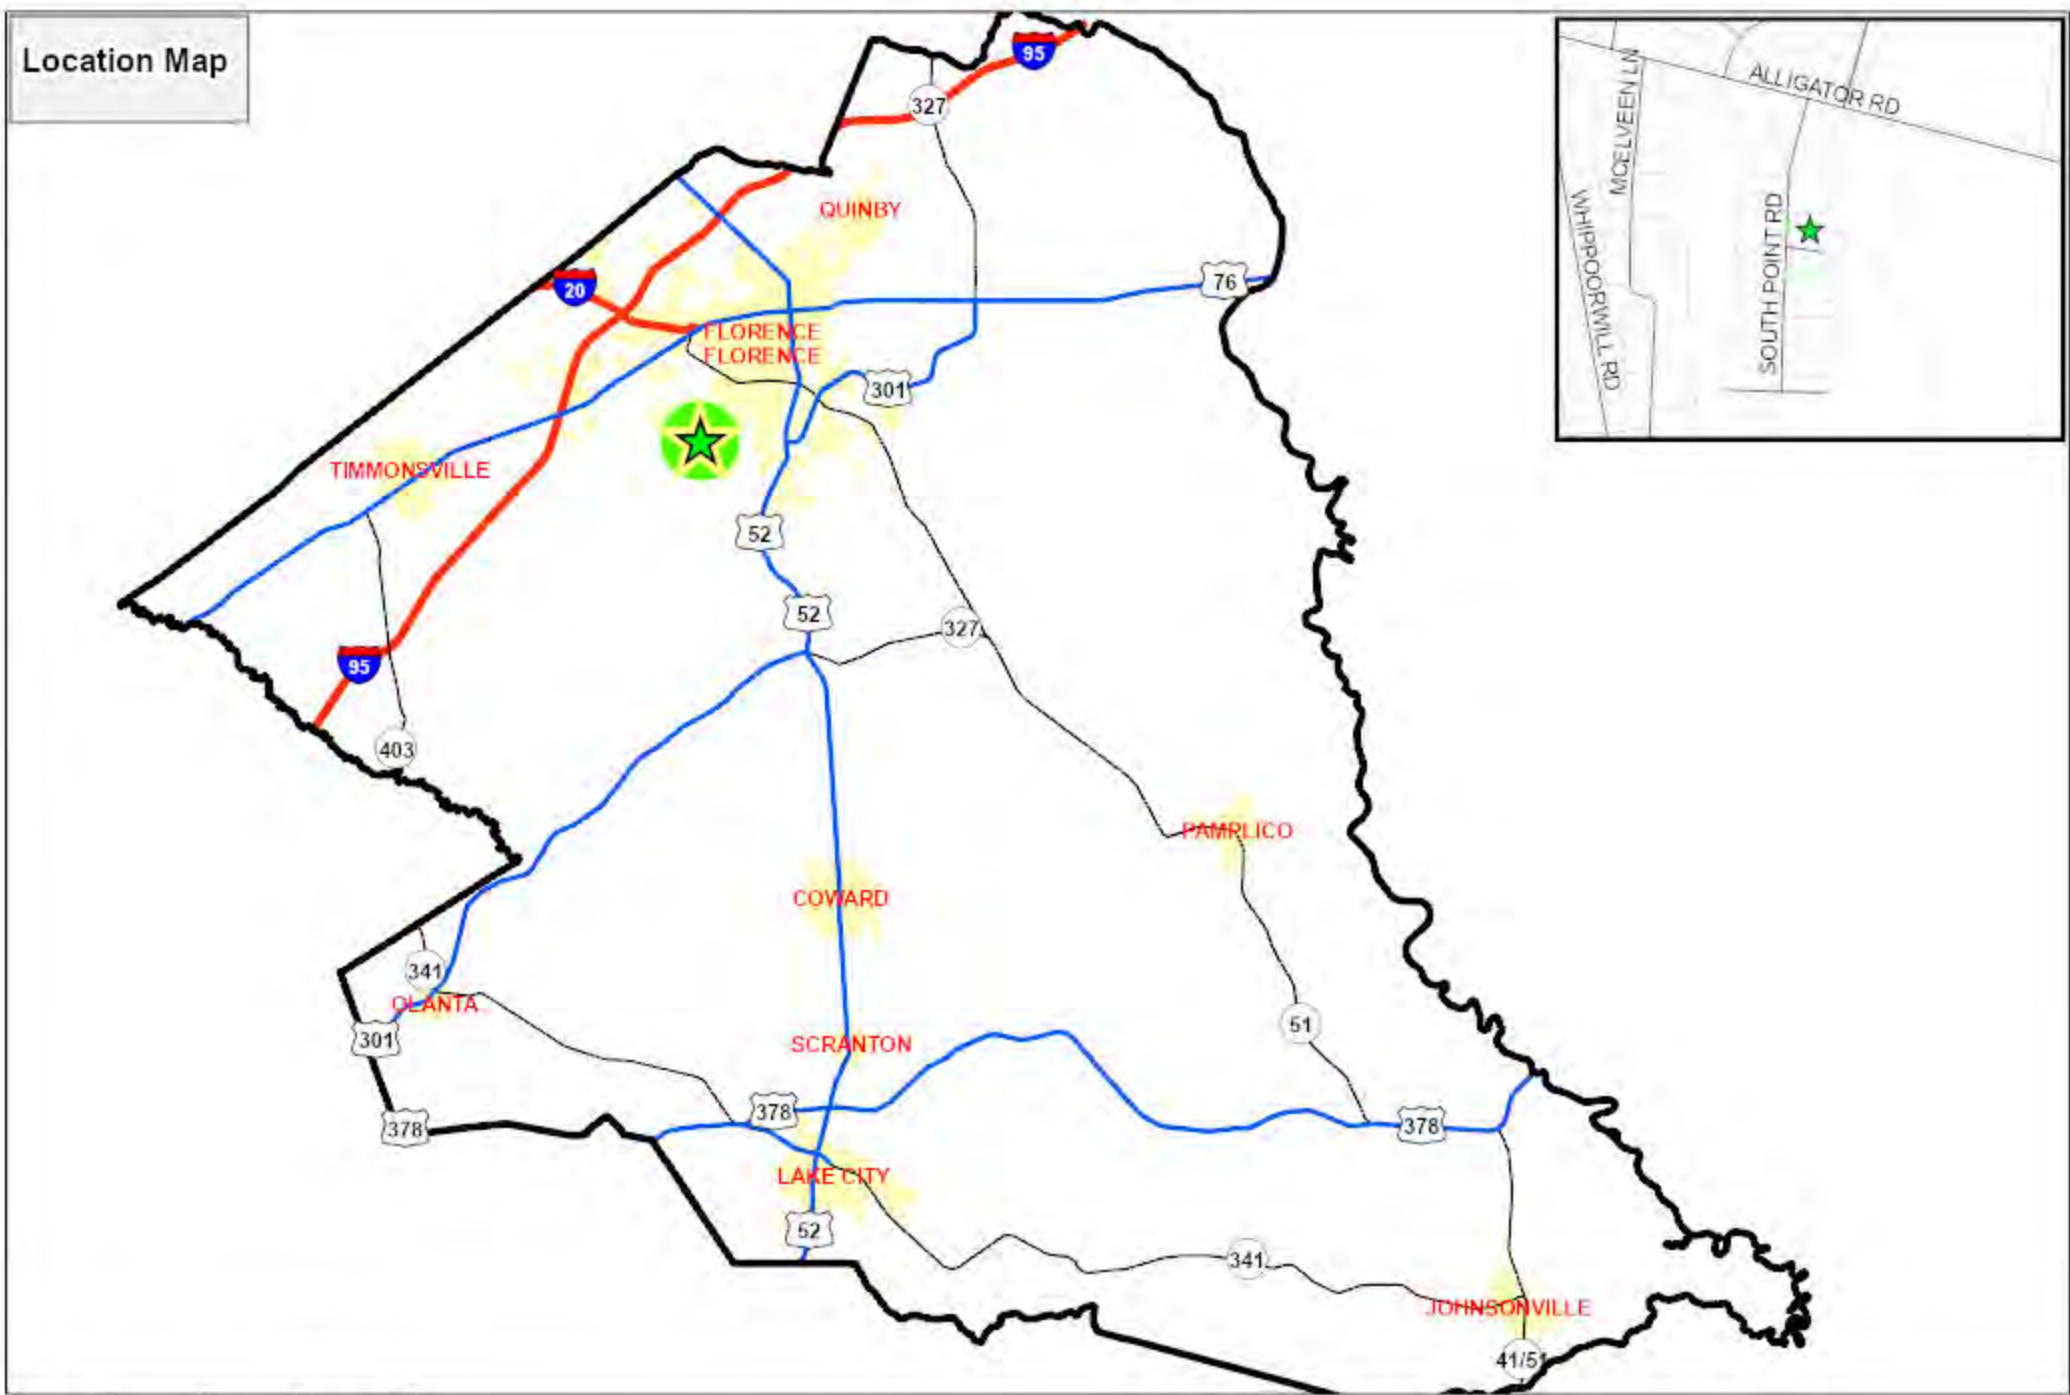 Location Map
95
327
QUINBY
20
76
FLORENCE
FLORENCE
301
TIMMONSVILLE
52
52
327
95
403
PAMPLICO
COWARD
341
OLANTA
51
301
SCRANTON
378
378
378
LAKE CITY
52
341
JOHNSONVILLE
41/51
ALLIGATOR RD
MCELVEEN LN
WHIPPOORWILL RD
SOUTH POINT RD